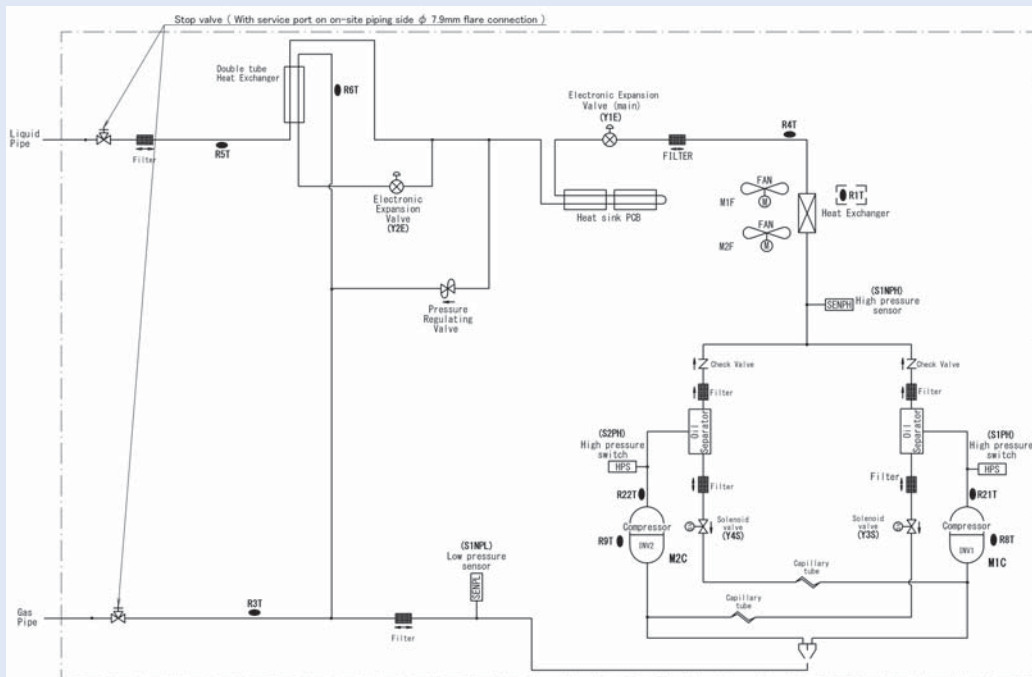 Stop valve ( With service port on on-site piping side φ 7.9mm flare connection )
Double tube
Heat Exchanger
R6T
Liquid
Pipe
Filter
R5T
Electronic
Expansion
Valve
(Y2E)
Electronic Expansion
Valve (main)
(Y1E)
FILTER
R4T
Heat sink PCB
FAN
M1F
M
FAN
M2F
M
R1T
Heat Exchanger
Pressure
Regulating
Valve
(S1NPH)
SENPH
High pressure
sensor
Check Valve
Check Valve
Filter
Filter
Oil
Separator
Oil
Separator
(S2PH)
High pressure
switch
HPS
(S1PH)
High pressure
switch
HPS
Filter
Filter
R22T
R21T
Compressor
INV2
R9T
M2C
S
Solenoid
valve
(Y4S)
Solenoid
valve
(Y3S)
S
Compressor
INV1
R8T
M1C
Capillary
tube
Capillary
tube
(S1NPL)
Low pressure
sensor
SENPL
Gas
Pipe
R3T
Filter